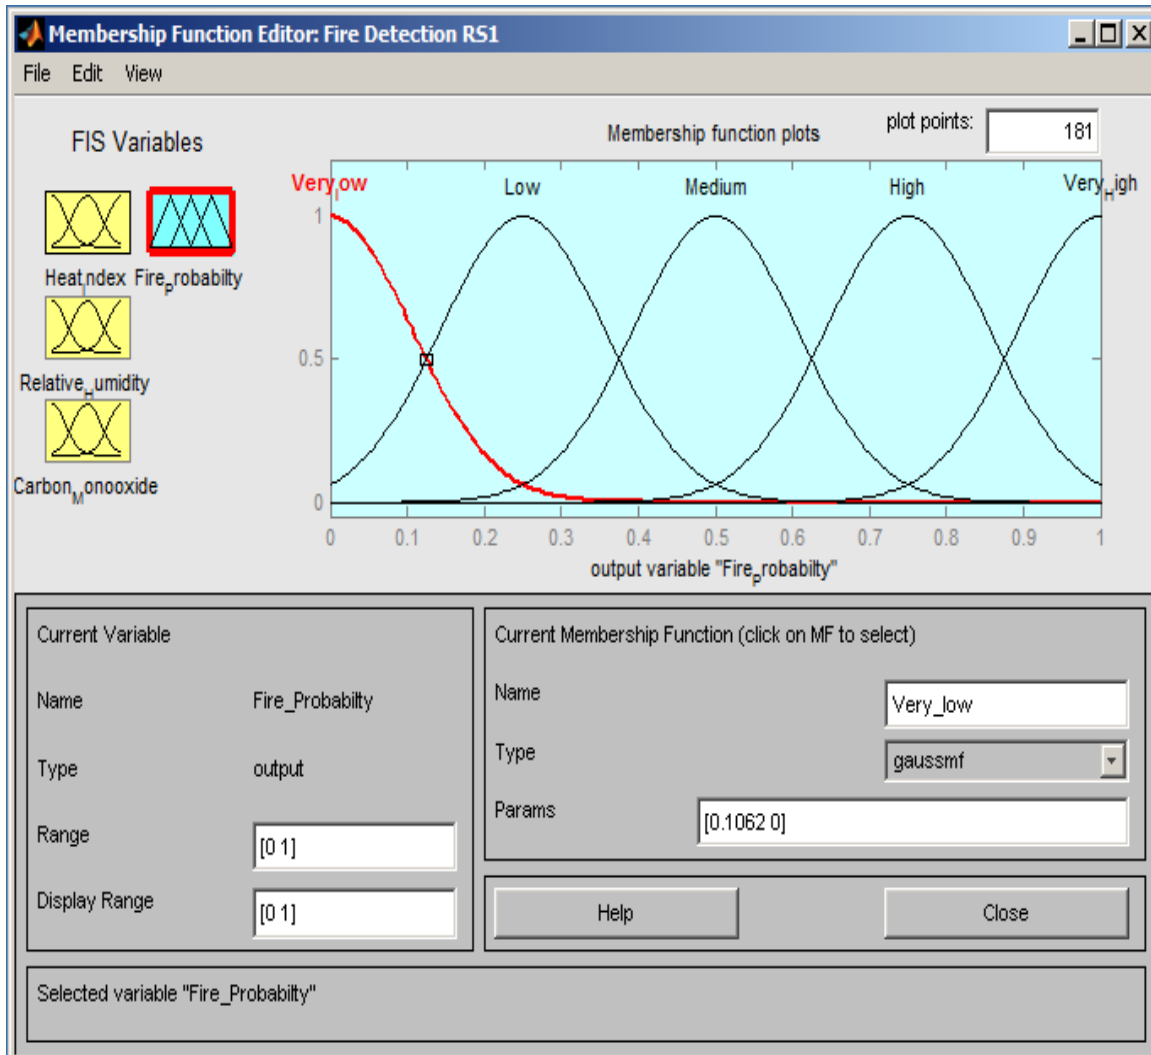 Membership Function Editor: Fire Detection RS1
File Edit View
FIS Variables
Heat_Index Fire_Probabilty
Relative_Humidity
Carbon_Monooxide
Membership function plots
plot points: 181
Very_low Low Medium High Very_High
1
0.5
0
0 0.1 0.2 0.3 0.4 0.5 0.6 0.7 0.8 0.9 1
output variable "Fire_Probabilty"
Current Variable
Name Fire_Probabilty
Type output
Range [0 1]
Display Range [0 1]
Current Membership Function (click on MF to select)
Name Very_low
Type gaussmf
Params [0.1062 0]
Help Close
Selected variable "Fire_Probabilty"